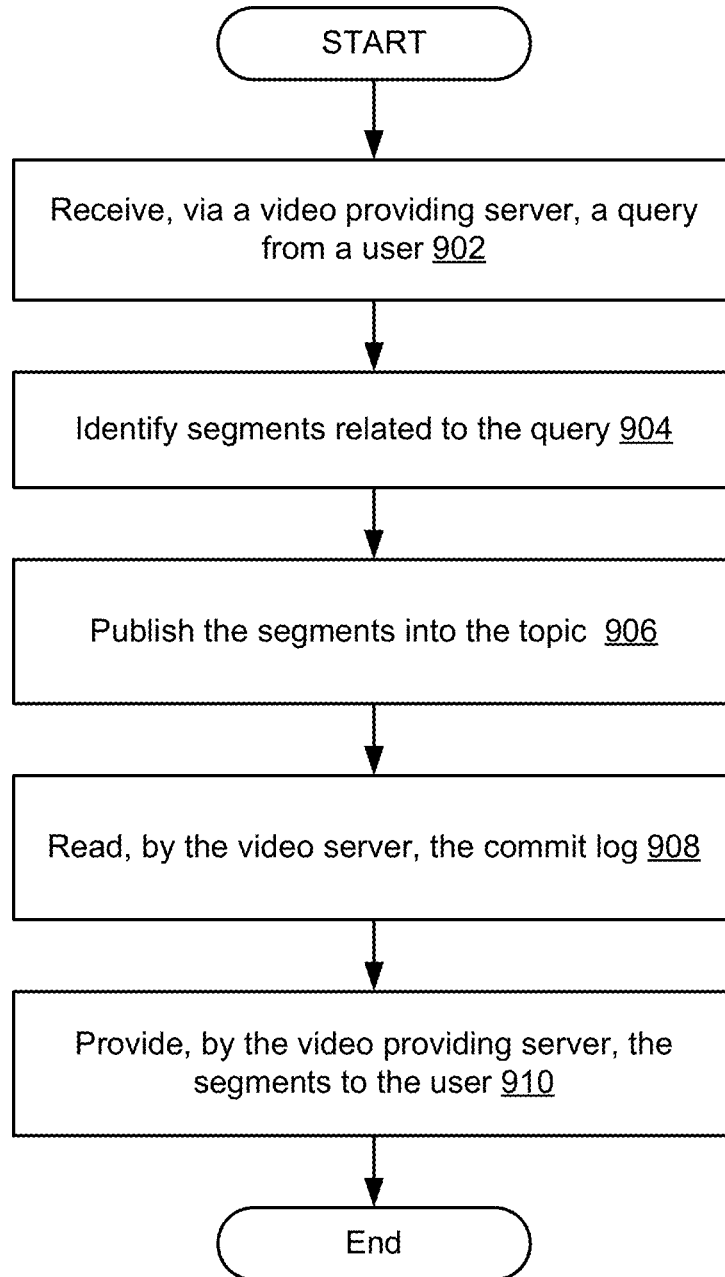 START
Receive, via a video providing server, a query
from a user 902
Identify segments related to the query 904
Publish the segments into the topic 906
Read, by the video server, the commit log 908
Provide, by the video providing server, the
segments to the user 910
End